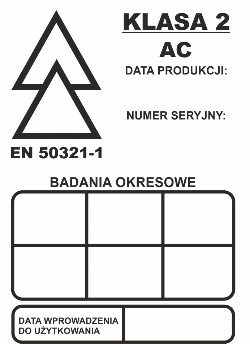 KLASA 2
AC
DATA PRODUKCJI:
NUMER SERYJNY:
EN 50321-1
BADANIA OKRESOWE
DATA WPROWADZENIA
DO UŻYTKOWANIA